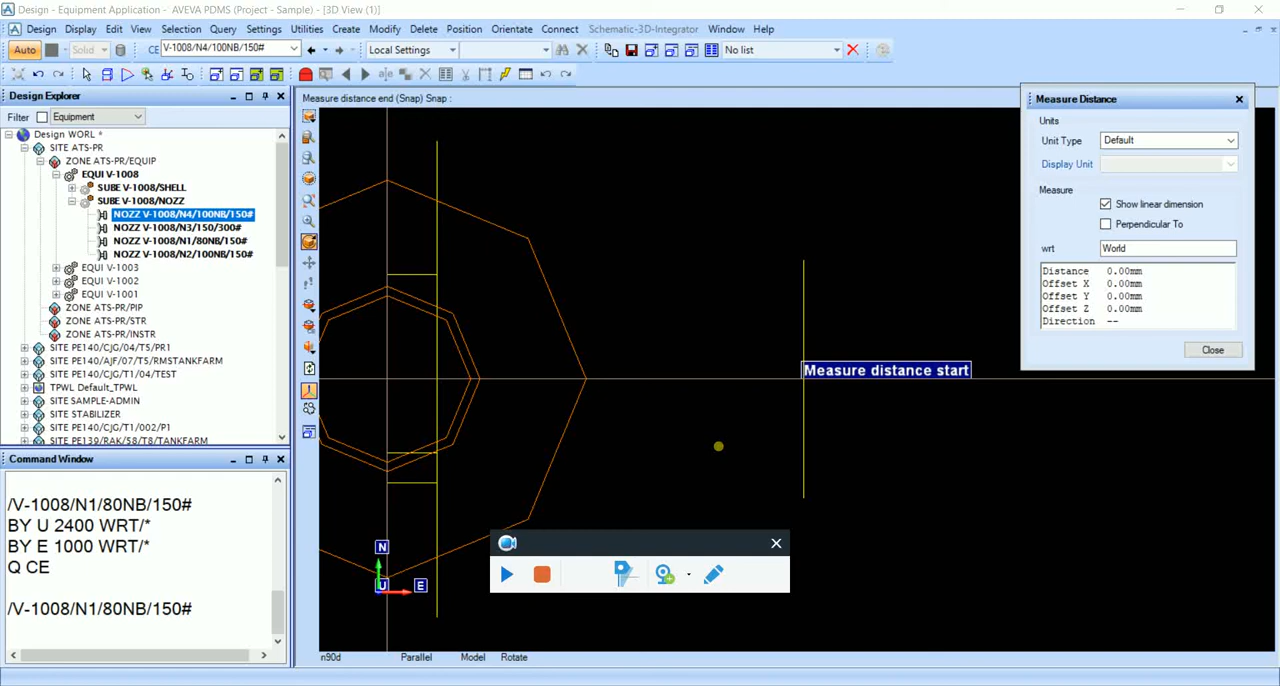 Design - Equipment Application - AVEVA PDMS (Project - Sample) - [3D View (1)]
Design Display Edit View Selection Query Settings Utilities Create Modify Delete Position Orientate Connect Schematic-3D-Integrator Window Help
Auto Solid CE V-1008/N4/100NB/150# Local Settings No list
Design Explorer
Filter Equipment
Design WORL *
SITE ATS-PR
ZONE ATS-PR/EQUIP
EQUI V-1008
SUBE V-1008/SHELL
SUBE V-1008/NOZZ
NOZZ V-1008/N4/100NB/150#
NOZZ V-1008/N3/150/300#
NOZZ V-1008/N1/80NB/150#
NOZZ V-1008/N2/100NB/150#
EQUI V-1003
EQUI V-1002
EQUI V-1001
ZONE ATS-PR/PIP
ZONE ATS-PR/STR
ZONE ATS-PR/INSTR
SITE PE140/CJG/04/T5/PR1
SITE PE140/AJF/07/T5/RMSTANKFARM
SITE PE140/CJG/T1/04/TEST
TPWL Default_TPWL
SITE SAMPLE-ADMIN
SITE STABILIZER
SITE PE140/CJG/T1/002/P1
SITE PE139/RAK/58/T8/TANKFARM
Command Window
/V-1008/N1/80NB/150#
BY U 2400 WRT/*
BY E 1000 WRT/*
Q CE
/V-1008/N1/80NB/150#
Measure distance end (Snap) Snap :
Measure distance start
N
U
E
n90d Parallel Model Rotate
Measure Distance
Units
Unit Type Default
Display Unit
Measure
Show linear dimension
Perpendicular To
wrt World
Distance 0.00mm
Offset X 0.00mm
Offset Y 0.00mm
Offset Z 0.00mm
Direction --
Close